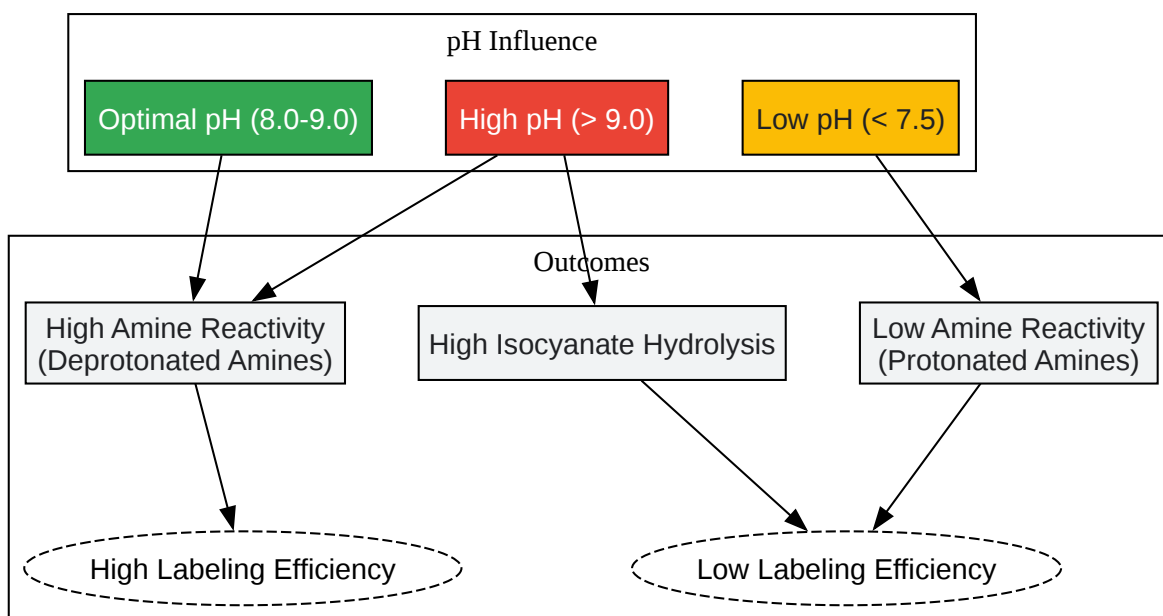 pH Influence
Optimal pH (8.0-9.0)
High pH (> 9.0)
Low pH (< 7.5)
Outcomes
High Amine Reactivity
(Deprotonated Amines)
High Isocyanate Hydrolysis
Low Amine Reactivity
(Protonated Amines)
High Labeling Efficiency
Low Labeling Efficiency